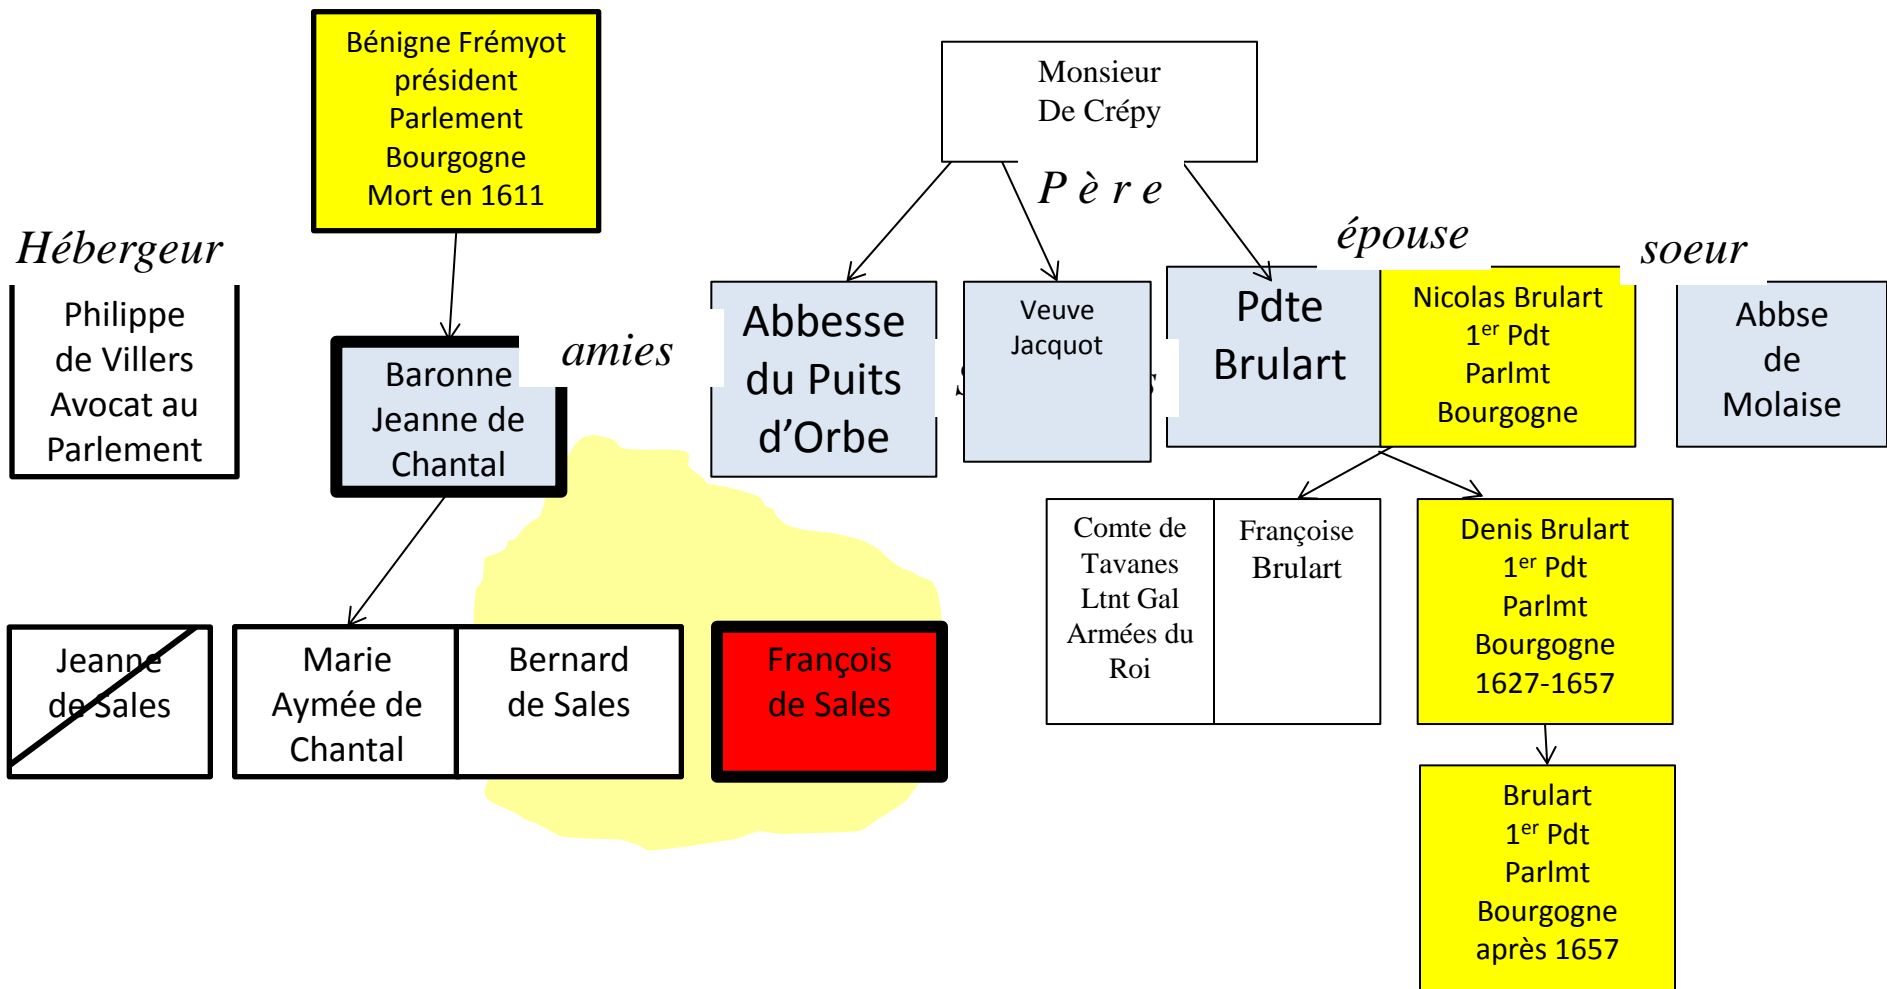 Bénigne Frémyot
président
Parlement
Bourgogne
Mort en 1611
Monsieur
De Crépy
P è r e
Hébergeur
épouse
soeur
Philippe
de Villers
Avocat au
Parlement
Baronne
Jeanne de
Chantal
amies
Abbesse
du Puits
d’Orbe
Veuve
Jacquot
Pdte
Brulart
Nicolas Brulart
1er Pdt
Parlmt
Bourgogne
Abbse
de
Molaise
Comte de
Tavanes
Ltnt Gal
Armées du
Roi
Françoise
Brulart
Denis Brulart
1er Pdt
Parlmt
Bourgogne
1627-1657
Jeanne
de Sales
Marie
Aymée de
Chantal
Bernard
de Sales
François
de Sales
Brulart
1er Pdt
Parlmt
Bourgogne
après 1657